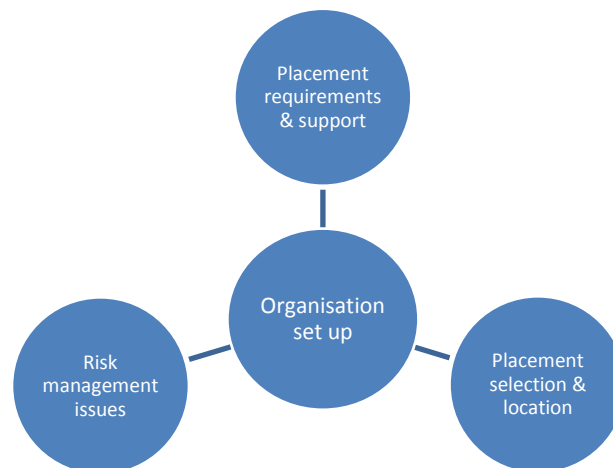 Placement
requirements
& support
Organisation
set up
Risk
management
issues
Placement
selection &
location